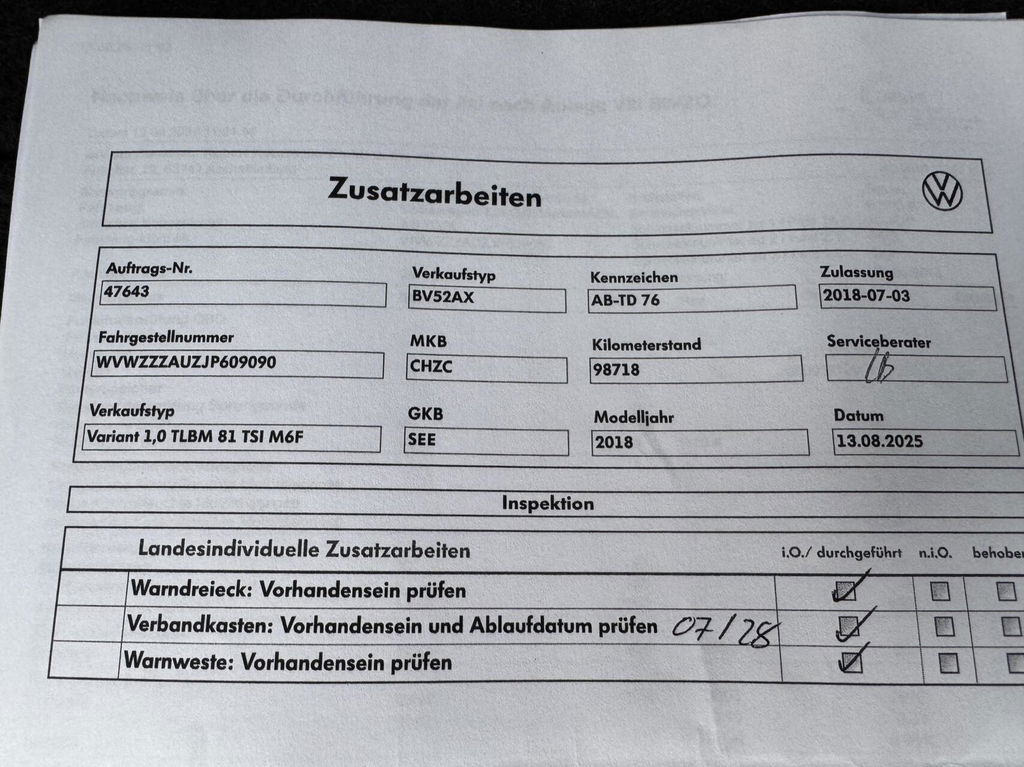 Zusatzarbeiten
Auftrags-Nr. Verkaufstyp Kennzeichen Zulassung
47643 BV52AX AB-TD 76 2018-07-03
Fahrgestellnummer MKB Kilometerstand Serviceberater
WVWZZZAUZJP609090 CHZC 98718
Verkaufstyp GKB Modelljahr Datum
Variant 1,0 TLBM 81 TSI M6F SEE 2018 13.08.2025
Inspektion
Landesindividuelle Zusatzarbeiten i.O./ durchgeführt n.i.O. behoben
Warndreieck: Vorhandensein prüfen
Verbandkasten: Vorhandensein und Ablaufdatum prüfen 07/28
Warnweste: Vorhandensein prüfen